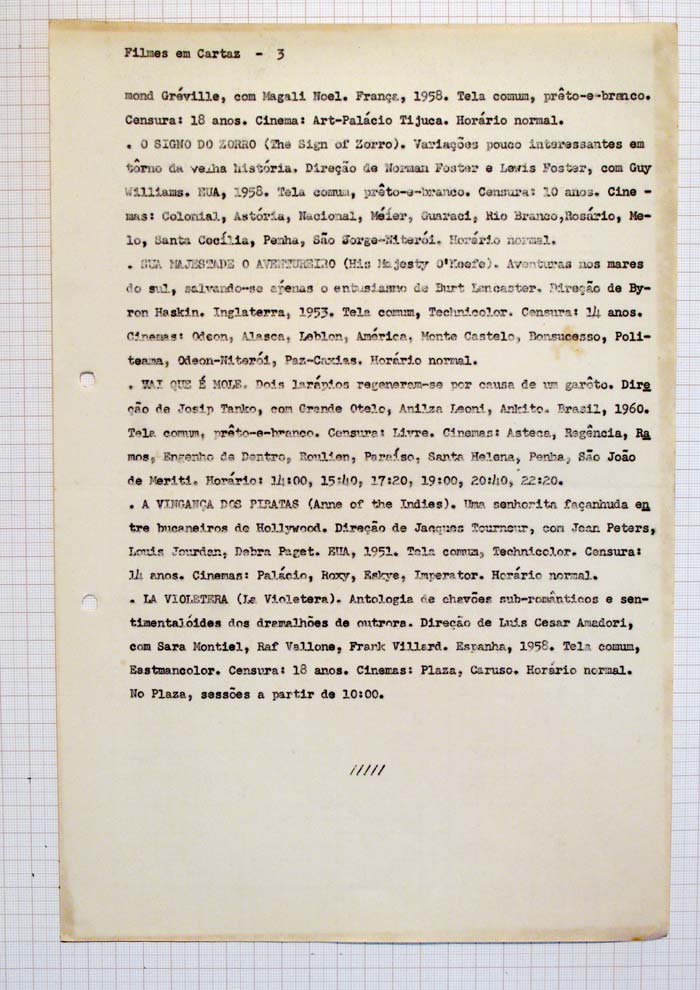 Filmes em Cartaz - 3
mond Gréville, com Magali Noel. França, 1958. Tela comum, prêto-e-branco.
Censura: 18 anos. Cinema: Art-Palácio Tijuca. Horário normal.
. O SIGNO DO ZORRO (The Sign of Zorro). Variações pouco interessantes em
tôrno da velha história. Direção de Norman Foster e Lewis Foster, com Guy
Williams. EUA, 1958. Tela comum, prêto-e-branco. Censura: 10 anos. Cine -
mas: Colonial, Astória, Nacional, Méier, Guaraci, Rio Branco,Rosário, Me-
lo, Santa Cecília, Penha, São Jorge-Niterói. Horário normal.
. SUA MAJESTADE O AVENTUREIRO (His Majesty O'Keefe). Aventuras nos mares
do sul, salvando-se apenas o entusiasmo de Burt Lancaster. Direção de By-
ron Haskin. Inglaterra, 1953. Tela comum, Technicolor. Censura: 14 anos.
Cinemas: Odeon, Alasca, Leblon, América, Monte Castelo, Bonsucesso, Poli-
teama, Odeon-Niterói, Paz-Caxias. Horário normal.
. VAI QUE É MOLE. Dois larápios regeneram-se por causa de um garôto. Dire
ção de Josip Tanko, com Grande Otelo, Anilza Leoni, Ankito. Brasil, 1960.
Tela comum, prêto-e-branco. Censura: Livre. Cinemas: Asteca, Regência, Ra
mos, Engenho de Dentro, Roulien, Paraíso, Santa Helena, Penha, São João
de Meriti. Horário: 14:00, 15:40, 17:20, 19:00, 20:40, 22:20.
. A VINGANÇA DOS PIRATAS (Anne of the Indies). Uma senhorita façanhuda en
tre bucaneiros de Hollywood. Direção de Jacques Tourneur, com Jean Peters,
Louis Jourdan, Debra Paget. EUA, 1951. Tela comum, Technicolor. Censura:
14 anos. Cinemas: Palácio, Roxy, Eskye, Imperator. Horário normal.
. LA VIOLETERA (La Violetera). Antologia de chavões sub-românticos e sen-
timentalóides dos dramalhões de outrora. Direção de Luis Cesar Amadori,
com Sara Montiel, Raf Vallone, Frank Villard. Espanha, 1958. Tela comum,
Eastmancolor. Censura: 18 anos. Cinemas: Plaza, Caruso. Horário normal.
No Plaza, sessões a partir de 10:00.
/////